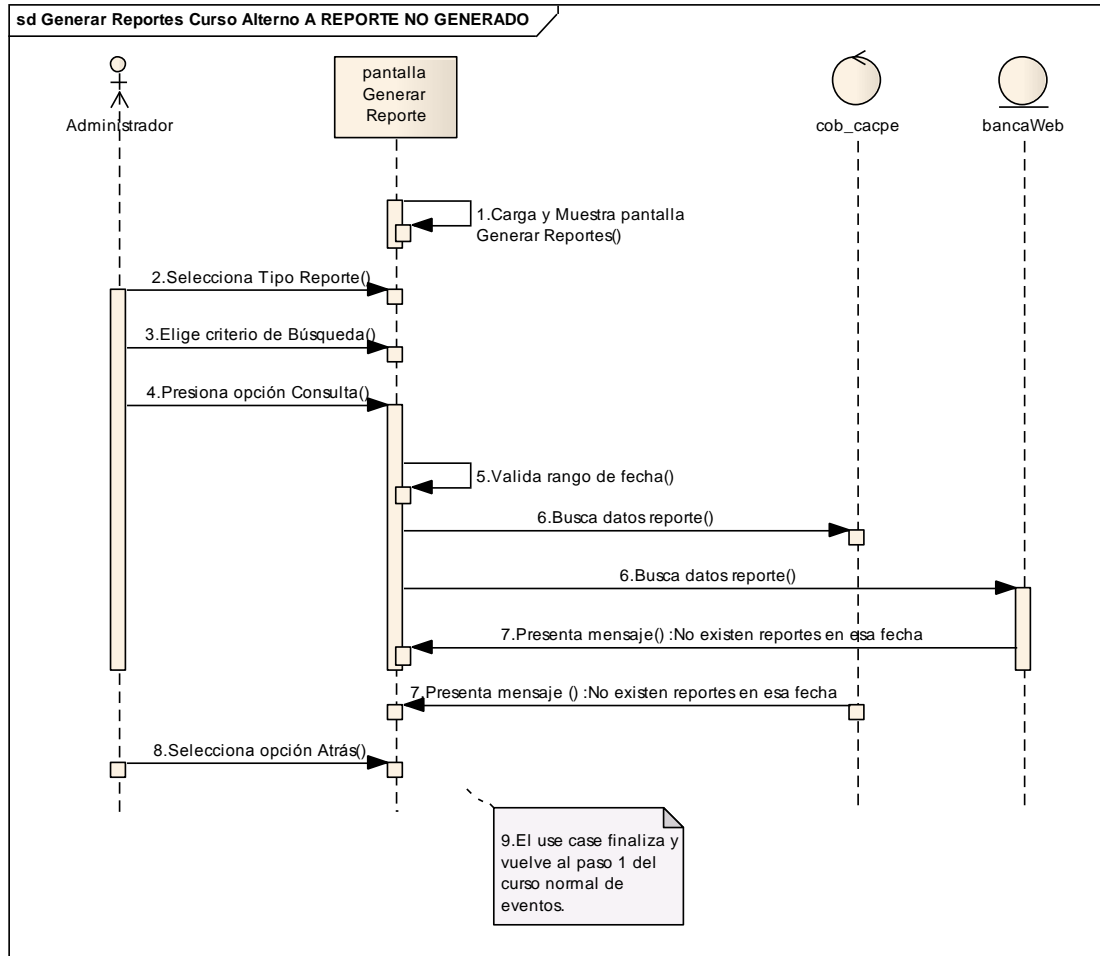 sd Generar Reportes Curso Alterno A REPORTE NO GENERADO
Administrador
pantalla
Generar
Reporte
cob_cacpe
bancaWeb
1.Carga y Muestra pantalla
Generar Reportes()
2.Selecciona Tipo Reporte()
3.Elige criterio de Búsqueda()
4.Presiona opción Consulta()
5.Valida rango de fecha()
6.Busca datos reporte()
6.Busca datos reporte()
7.Presenta mensaje() :No existen reportes en esa fecha
7.Presenta mensaje () :No existen reportes en esa fecha
8.Selecciona opción Atrás()
9.El use case finaliza y
vuelve al paso 1 del
curso normal de
eventos.